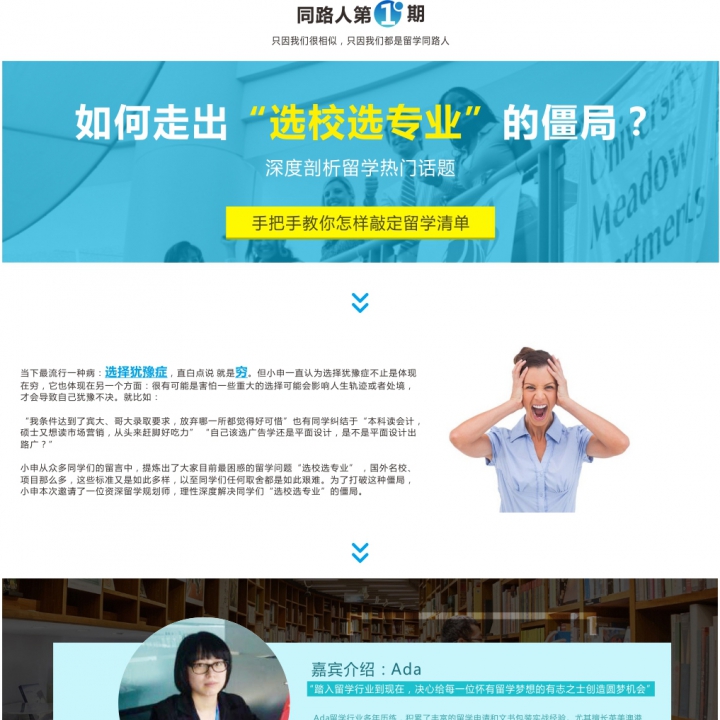 同路人第1°期
只因我们很相似，只因我们都是留学同路人
如何走出“选校选专业”的僵局？
深度剖析留学热门话题
手把手教你怎样敲定留学清单
University
Meadow
Apartments
当下最流行一种病：选择犹豫症，直白点说 就是穷。但小申一直认为选择犹豫症不止是体现
在穷，它也体现在另一个方面：很有可能是害怕一些重大的选择可能会影响人生轨迹或者处境，
才会导致自己犹豫不决。就比如：
“我条件达到了宾大、哥大录取要求，放弃哪一所都觉得好可惜”也有同学纠结于“本科读会计，
硕士又想读市场营销，从头来赶脚好吃力” “自己该选广告学还是平面设计，是不是平面设计出
路广？”
小申从众多同学们的留言中，提炼出了大家目前最困惑的留学问题“选校选专业” ，国外名校、
项目那么多，这些标准又是如此多样，以至同学们任何取舍都是如此艰难。为了打破这种僵局，
小申本次邀请了一位资深留学规划师，理性深度解决同学们“选校选专业”的僵局。
嘉宾介绍：Ada
“踏入留学行业到现在，决心给每一位怀有留学梦想的有志之士创造圆梦机会”
Ada留学行业多年历练，积累了丰富的留学申请和文书包装实战经验，尤其擅长英美澳港